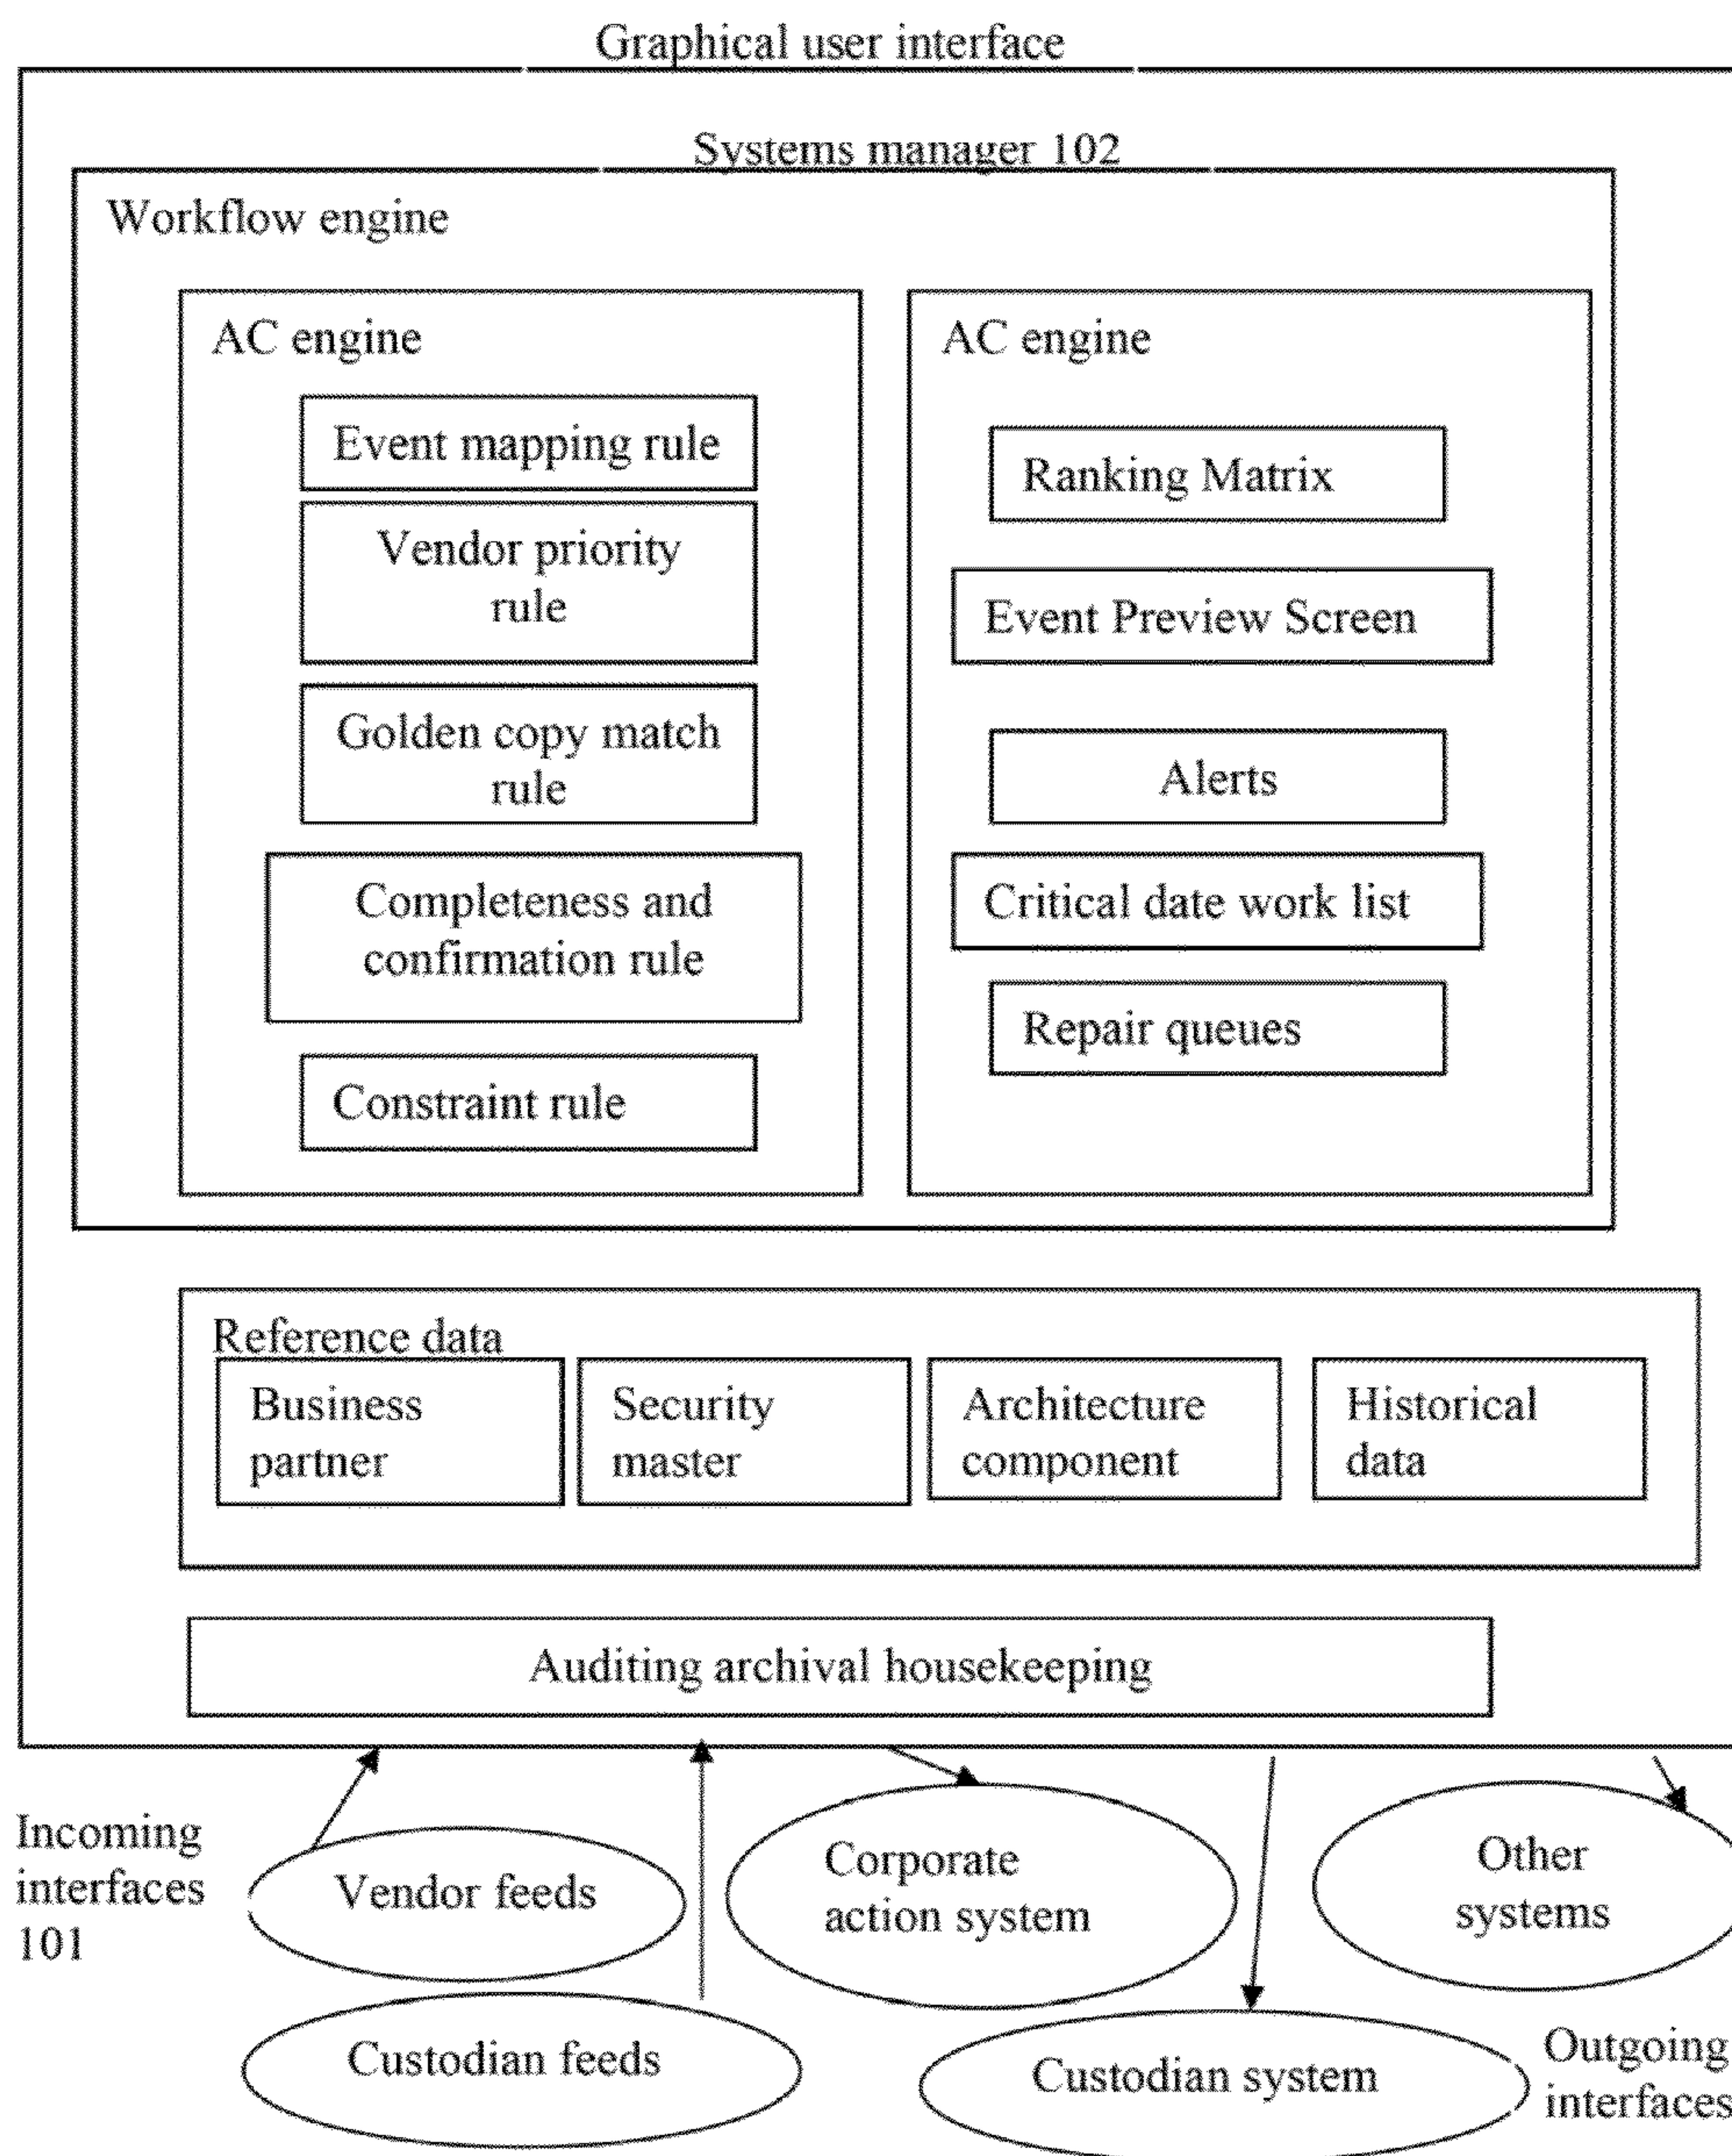 Graphical user interface
Systems manager 102
Workflow engine
AC engine
Event mapping rule
Vendor priority
rule
Golden copy match
rule
Completeness and
confirmation rule
Constraint rule
AC engine
Ranking Matrix
Event Preview Screen
Alerts
Critical date work list
Repair queues
Reference data
Business
partner
Security
master
Architecture
component
Historical
data
Auditing archival housekeeping
Incoming
interfaces
101
Vendor feeds
Custodian feeds
Corporate
action system
Custodian system
Other
systems
Outgoing
interfaces